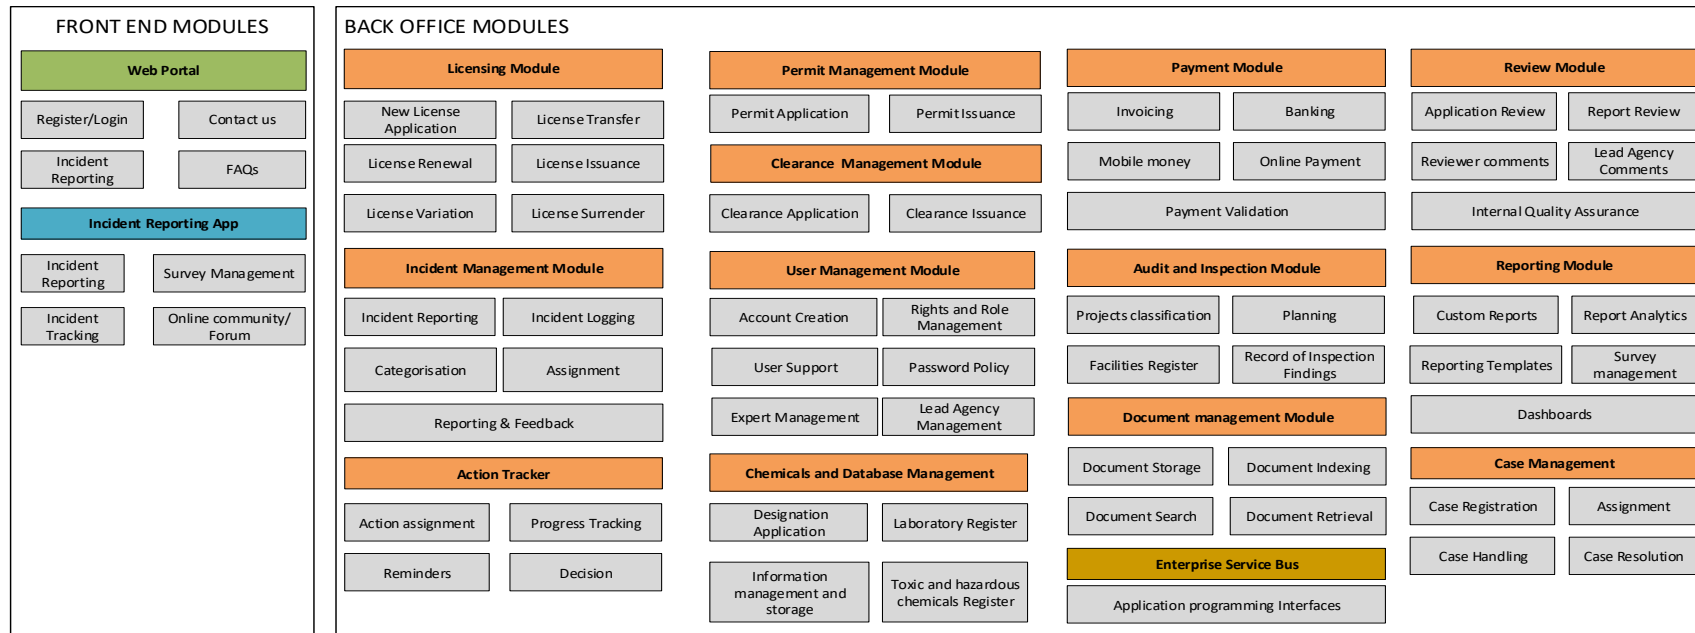 FRONT END MODULES
Web Portal
Register/Login
Contact us
Incident
Reporting
FAQs
Incident Reporting App
Incident
Reporting
Survey Management
Incident
Tracking
Online community/
Forum
BACK OFFICE MODULES
Licensing Module
New License
Application
License Transfer
License Renewal
License Issuance
License Variation
License Surrender
Incident Management Module
Incident Reporting
Incident Logging
Categorisation
Assignment
Reporting & Feedback
Action Tracker
Action assignment
Progress Tracking
Reminders
Decision
Permit Management Module
Permit Application
Permit Issuance
Clearance Management Module
Clearance Application
Clearance Issuance
User Management Module
Account Creation
Rights and Role
Management
User Support
Password Policy
Expert Management
Lead Agency
Management
Chemicals and Database Management
Designation
Application
Laboratory Register
Information
management and
storage
Toxic and hazardous
chemicals Register
Payment Module
Invoicing
Banking
Mobile money
Online Payment
Payment Validation
Audit and Inspection Module
Projects classification
Planning
Facilities Register
Record of Inspection
Findings
Document management Module
Document Storage
Document Indexing
Document Search
Document Retrieval
Enterprise Service Bus
Application programming Interfaces
Review Module
Application Review
Report Review
Reviewer comments
Lead Agency
Comments
Internal Quality Assurance
Reporting Module
Custom Reports
Report Analytics
Reporting Templates
Survey
management
Dashboards
Case Management
Case Registration
Assignment
Case Handling
Case Resolution